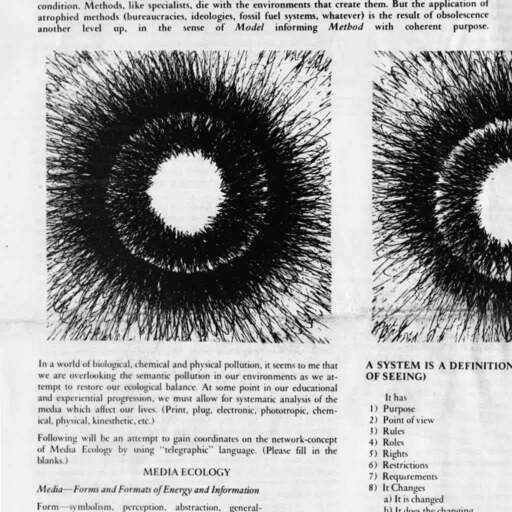 condition. Methods, like specialists, die with the environments that create them. But the application of
atrophied methods (bureaucracies, ideologies, fossil fuel systems, whatever) is the result of obsolescence
another level up, in the sense of Model informing Method with coherent purpose.
In a world of biological, chemical and physical pollution, it seems to me that
we are overlooking the semantic pollution in our environments as we at-
tempt to restore our ecological balance. At some point in our educational
and experiential progression, we must allow for systematic analysis of the
media which affect our lives. (Print, plug, electronic, phototropic, chem-
ical, physical, kinesthetic, etc.)
Following will be an attempt to gain coordinates on the network-concept
of Media Ecology by using "telegraphic" language. (Please fill in the
blanks.)
MEDIA ECOLOGY
Media—Forms and Formats of Energy and Information
Form—symbolism, perception, abstraction, general-
A SYSTEM IS A DEFINITION
OF SEEING)
It has
1) Purpose
2) Point of view
3) Rules
4) Roles
5) Rights
6) Restrictions
7) Requirements
8) It Changes
a) It is changed
b) It does the changing